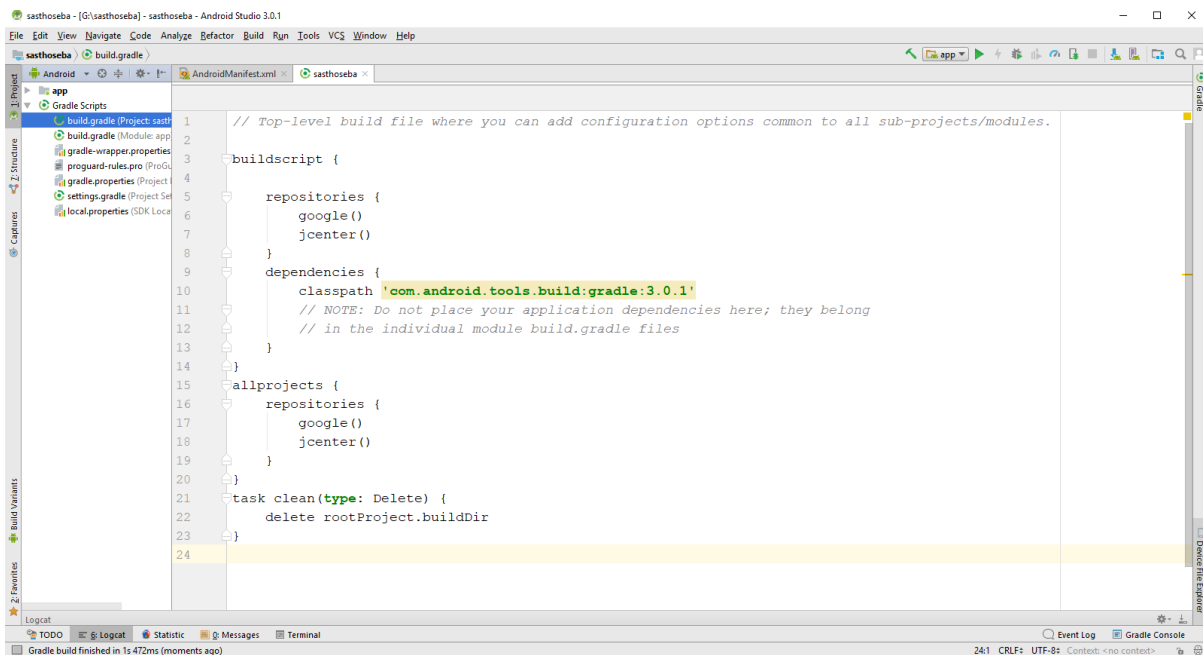 sasthoseba - [G:\sasthoseba] - sasthoseba - Android Studio 3.0.1
File Edit View Navigate Code Analyze Refactor Build Run Tools VCS Window Help
sasthoseba build.gradle
app
Android
AndroidManifest.xml
sasthoseba
1: Project
Z: Structure
Captures
Build Variants
2: Favorites
app
Gradle Scripts
build.gradle (Project: sasth
build.gradle (Module: app
gradle-wrapper.properties
proguard-rules.pro (ProGu
gradle.properties (Project
settings.gradle (Project Set
local.properties (SDK Loca
1 // Top-level build file where you can add configuration options common to all sub-projects/modules.
2
3 buildscript {
4
5 repositories {
6 google()
7 jcenter()
8 }
9 dependencies {
10 classpath 'com.android.tools.build:gradle:3.0.1'
11 // NOTE: Do not place your application dependencies here; they belong
12 // in the individual module build.gradle files
13 }
14 }
15 allprojects {
16 repositories {
17 google()
18 jcenter()
19 }
20 }
21 task clean(type: Delete) {
22 delete rootProject.buildDir
23 }
24
Gradle
Device File Explorer
Logcat
TODO 6: Logcat Statistic 0: Messages Terminal Event Log Gradle Console
Gradle build finished in 1s 472ms (moments ago) 24:1 CRLF UTF-8 Context: <no context>